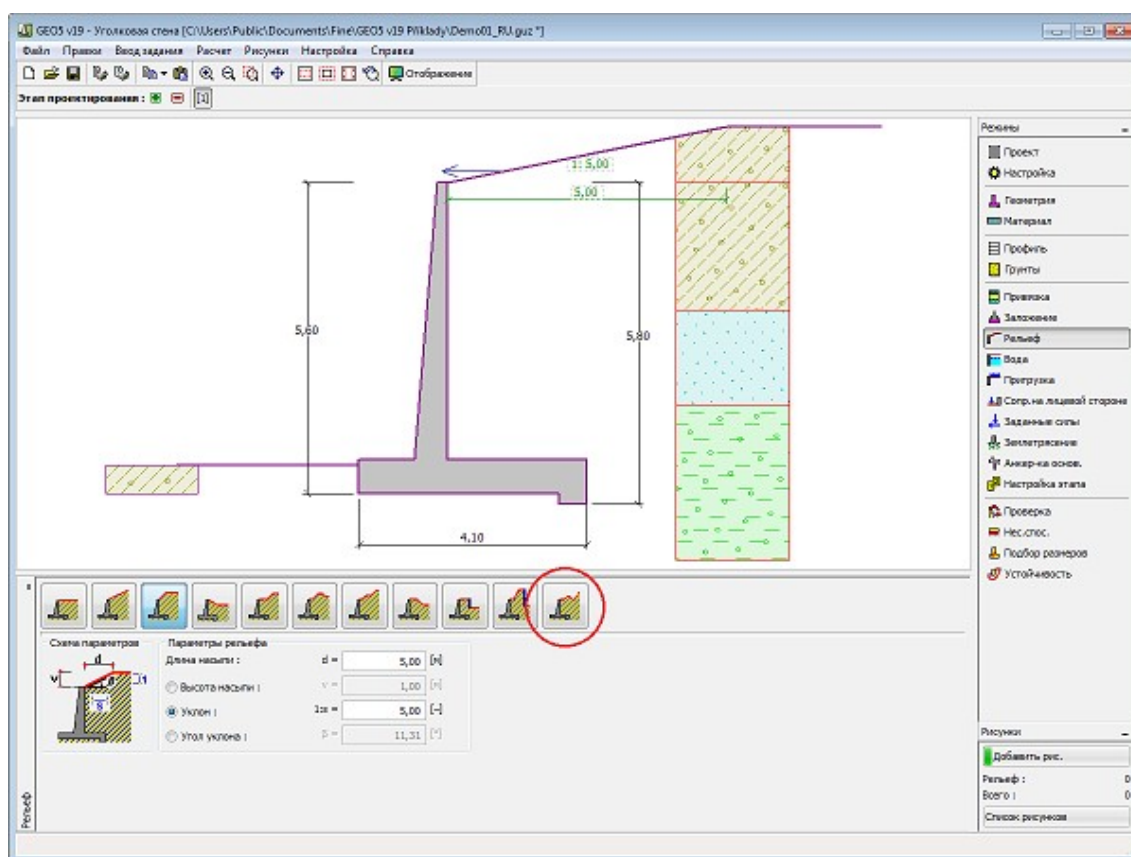 GEO5 v19 - Уголковая стена [C:\Users\Public\Documents\Fine\GEO5 v19 Příklady\Demo01_RU.guz *]
Файл Правки Ввод задания Расчет Рисунки Настройка Справка
Отображение
Этап проектирования : [1]
1: 5,00
5,00
5,60
5,80
4,10
Режимы
Проект
Настройка
Геометрия
Материал
Профиль
Грунты
Привязка
Заложение
Рельеф
Вода
Пригрузка
Сопр.на лицевой стороне
Заданные силы
Землетрясение
Анкер-ка основ.
Настройка этапа
Проверка
Нес.спос.
Подбор размеров
Устойчивость
Рисунки
Добавить рис.
Рельеф : 0
Всего : 0
Список рисунков
Рельеф
Схема параметров
d
v
1
s
Параметры рельефа
Длина насыпи : d = 5,00 [м]
Высота насыпи : v = 1,00 [м]
Уклон : 1:s = 5,00 [–]
Угол уклона : β = 11,31 [°]